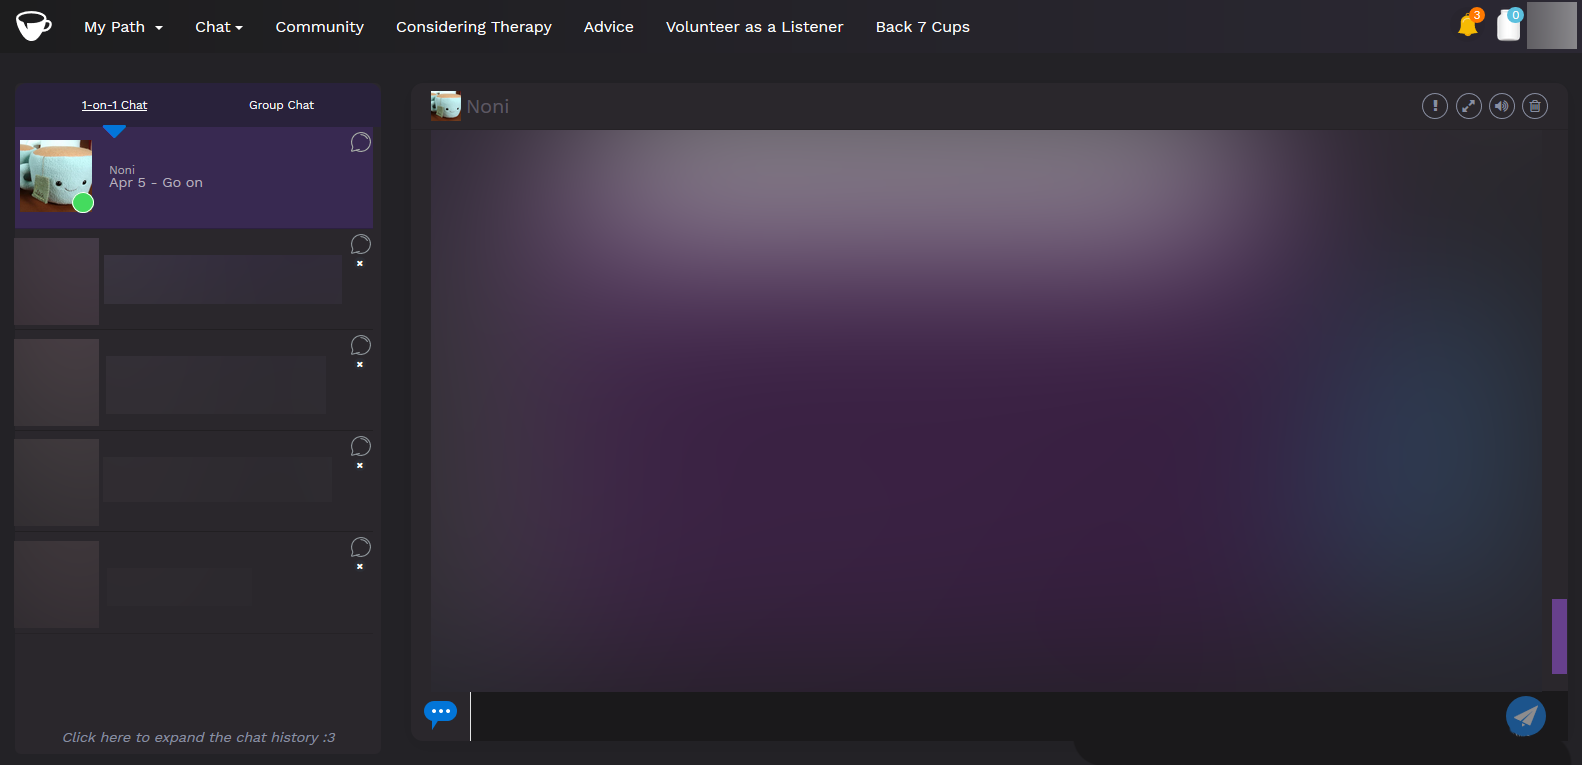 My Path
Chat
Community
Considering Therapy
Advice
Volunteer as a Listener
Back 7 Cups
3
0
1-on-1 Chat
Group Chat
Noni
Apr 5 - Go on
Noni
Click here to expand the chat history :3